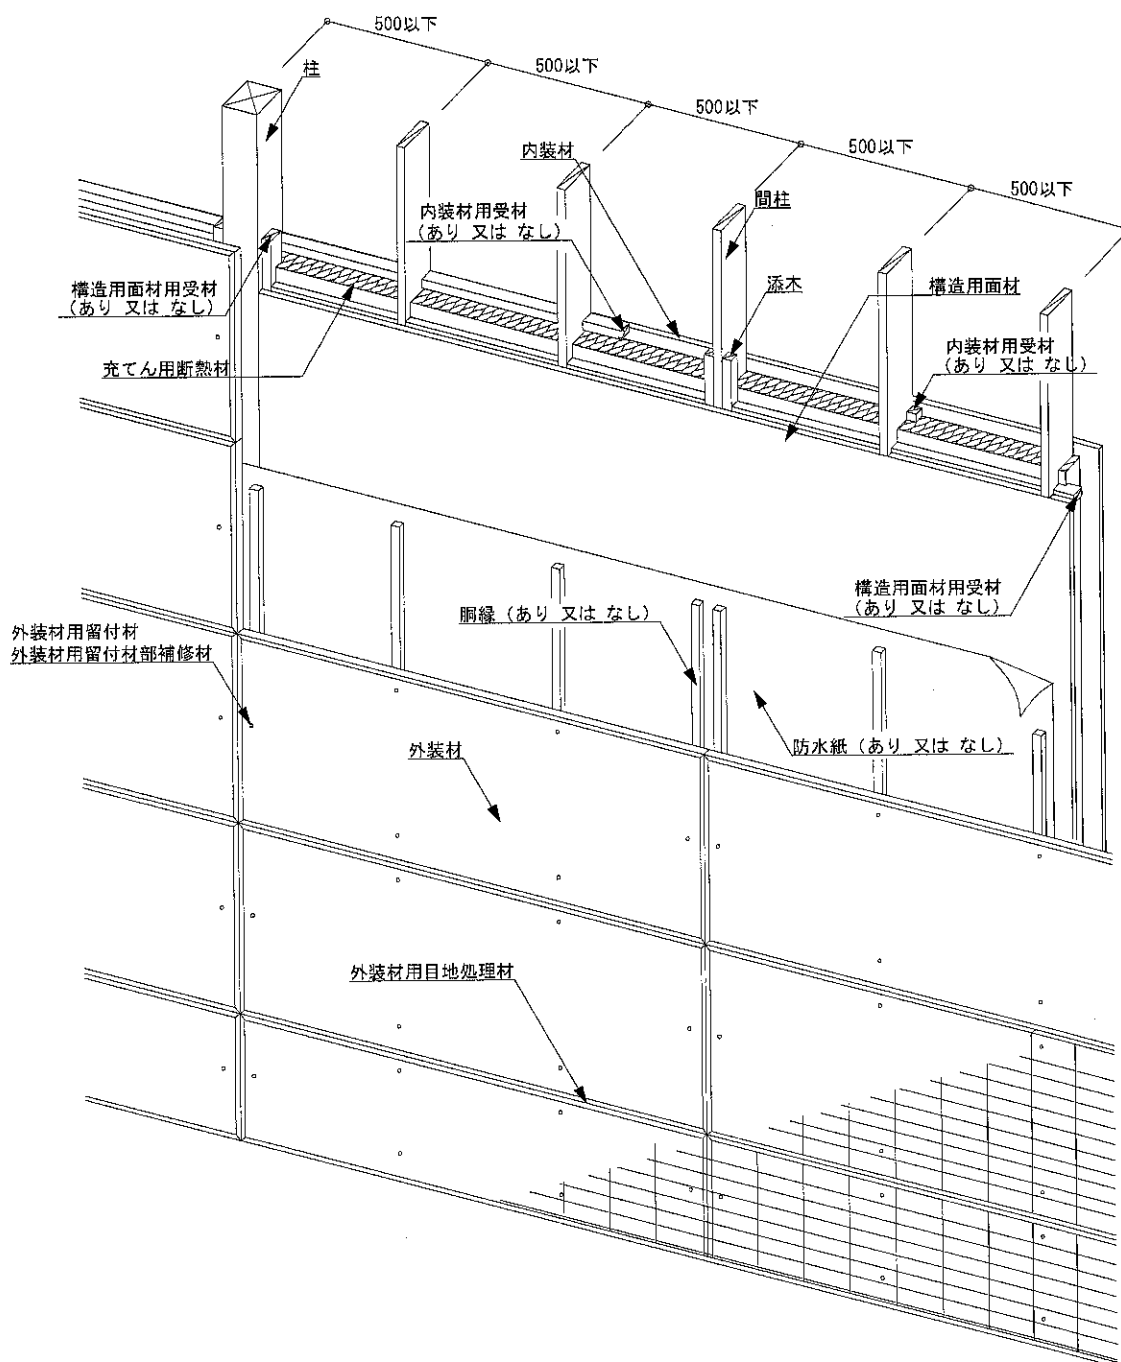 500以下
500以下
500以下
500以下
500以下
柱
内装材
間柱
内装材用受材
(あり 又は なし)
添木
構造用面材
構造用面材用受材
(あり 又は なし)
内装材用受材
(あり 又は なし)
充てん用断熱材
構造用面材用受材
(あり 又は なし)
胴縁 (あり 又は なし)
外装材用留付材
外装材用留付材部補修材
防水紙 (あり 又は なし)
外装材
外装材用目地処理材